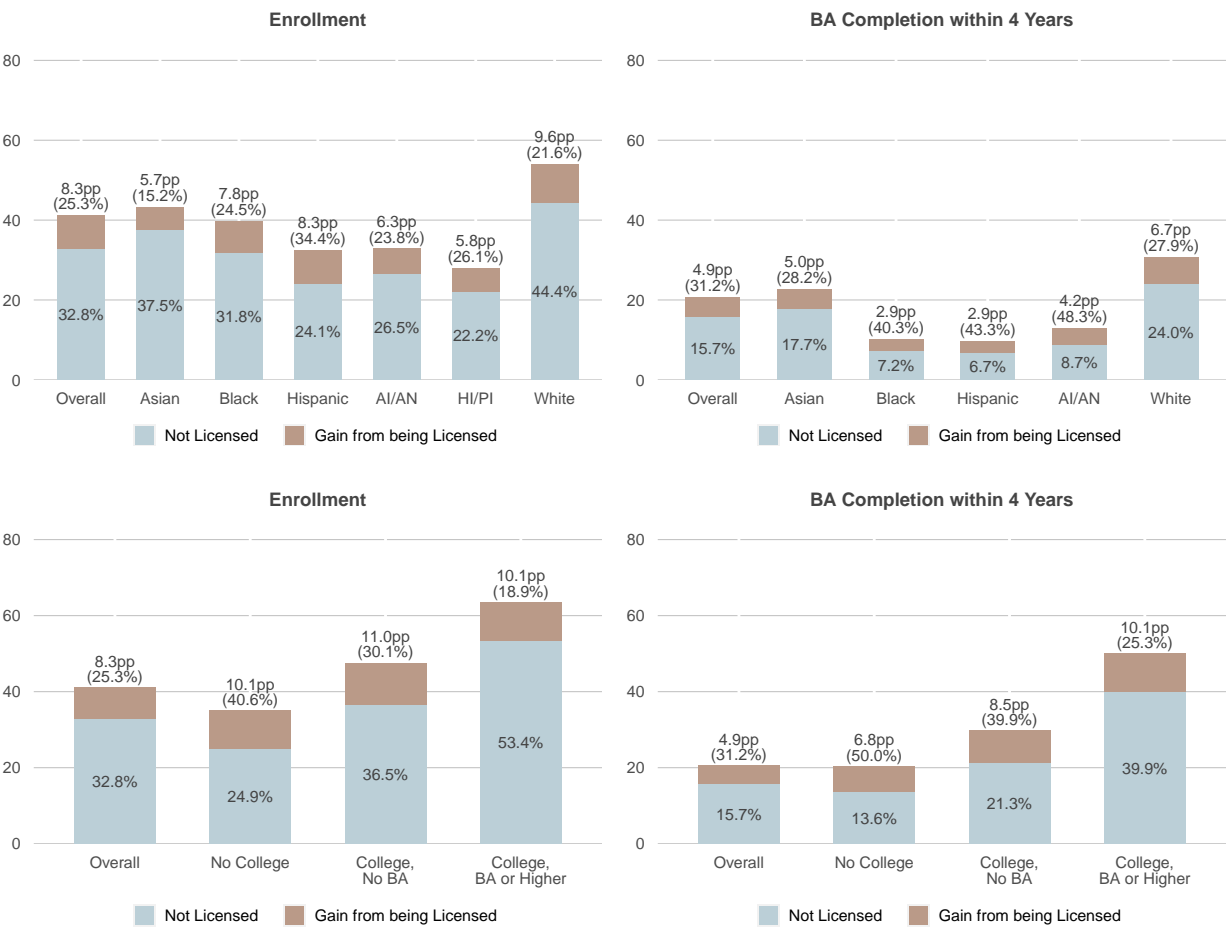 Enrollment
80
60
40
20
0
8.3pp
(25.3%)
32.8%
5.7pp
(15.2%)
37.5%
7.8pp
(24.5%)
31.8%
8.3pp
(34.4%)
24.1%
6.3pp
(23.8%)
26.5%
5.8pp
(26.1%)
22.2%
9.6pp
(21.6%)
44.4%
Overall Asian Black Hispanic AI/AN HI/PI White
Not Licensed Gain from being Licensed
BA Completion within 4 Years
80
60
40
20
0
4.9pp
(31.2%)
15.7%
5.0pp
(28.2%)
17.7%
2.9pp
(40.3%)
7.2%
2.9pp
(43.3%)
6.7%
4.2pp
(48.3%)
8.7%
6.7pp
(27.9%)
24.0%
Overall Asian Black Hispanic AI/AN White
Not Licensed Gain from being Licensed
Enrollment
80
60
40
20
0
8.3pp
(25.3%)
32.8%
10.1pp
(40.6%)
24.9%
11.0pp
(30.1%)
36.5%
10.1pp
(18.9%)
53.4%
Overall No College College, College,
No BA BA or Higher
Not Licensed Gain from being Licensed
BA Completion within 4 Years
80
60
40
20
0
4.9pp
(31.2%)
15.7%
6.8pp
(50.0%)
13.6%
8.5pp
(39.9%)
21.3%
10.1pp
(25.3%)
39.9%
Overall No College College, College,
No BA BA or Higher
Not Licensed Gain from being Licensed